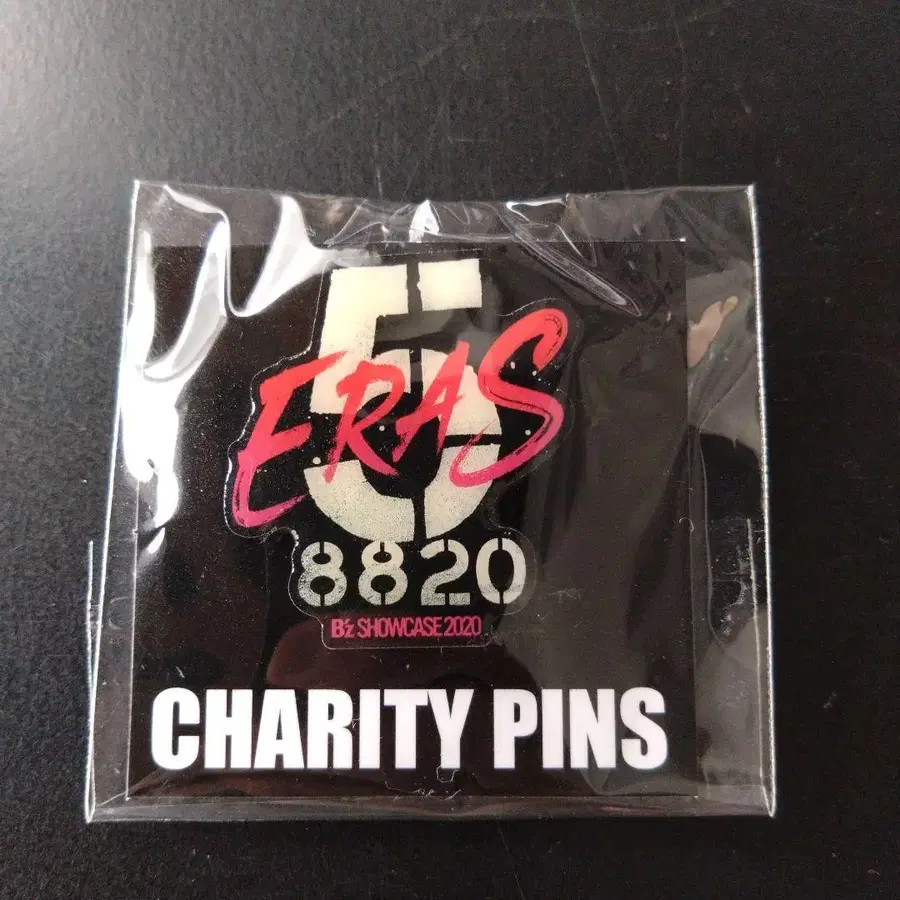 5
ERAS
8820
B'z SHOWCASE 2020
CHARITY PINS